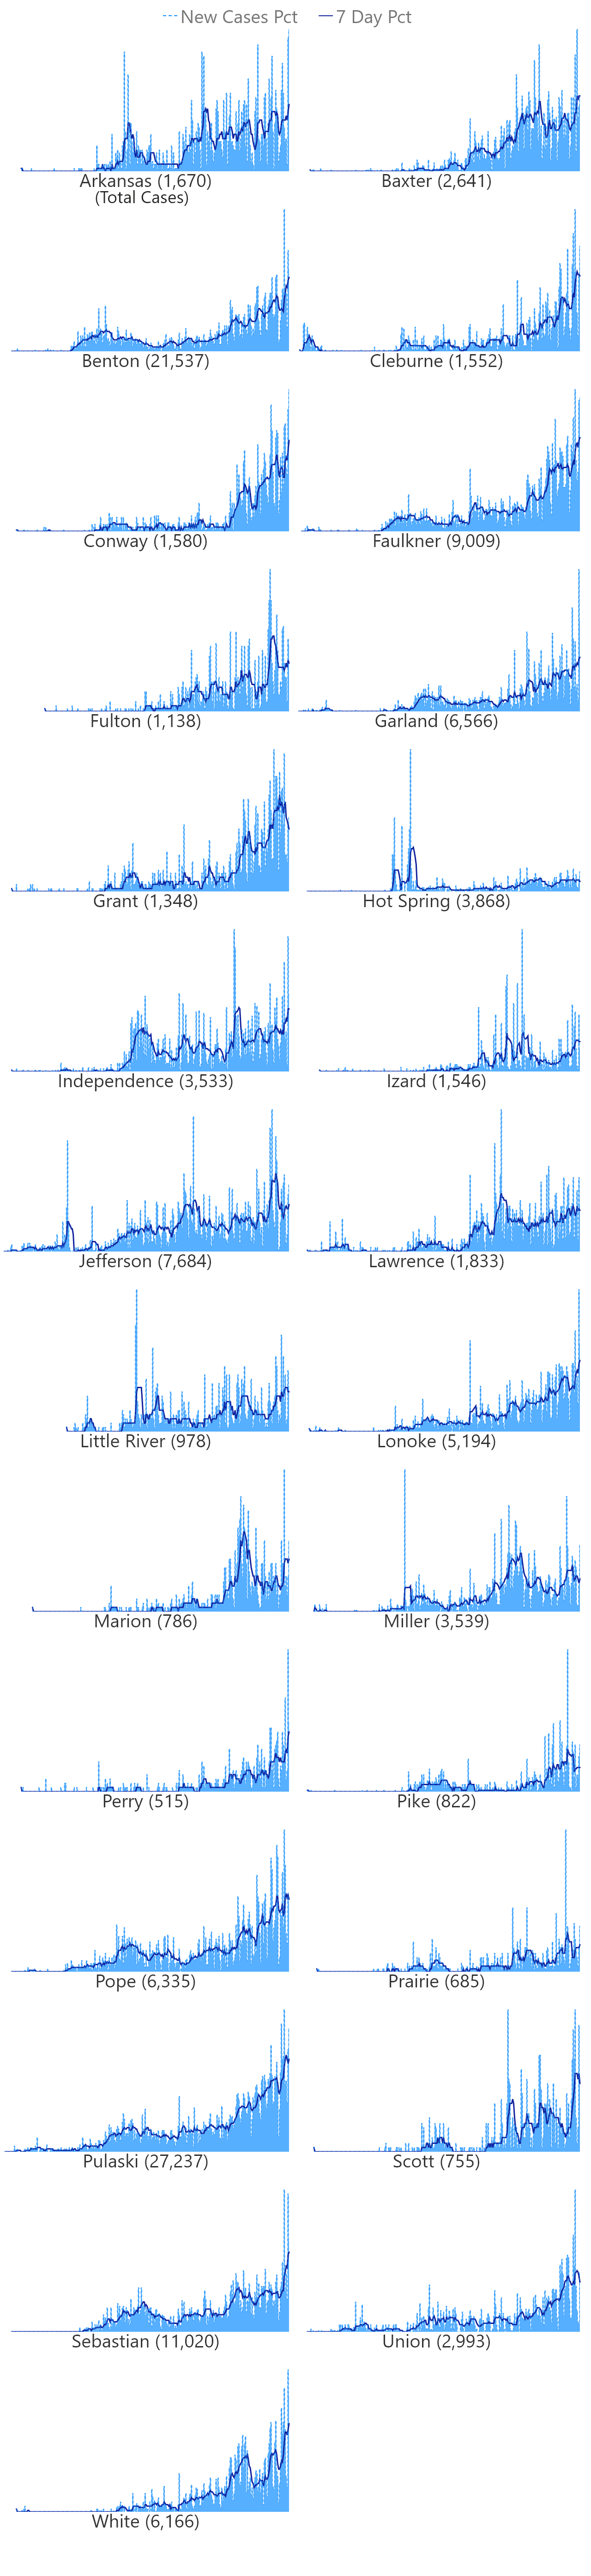 New Cases Pct 7 Day Pct
Arkansas (1,670) Baxter (2,641)
(Total Cases)
Benton (21,537) Cleburne (1,552)
Conway (1,580) Faulkner (9,009)
Fulton (1,138) Garland (6,566)
Grant (1,348) Hot Spring (3,868)
Independence (3,533) Izard (1,546)
Jefferson (7,684) Lawrence (1,833)
Little River (978) Lonoke (5,194)
Marion (786) Miller (3,539)
Perry (515) Pike (822)
Pope (6,335) Prairie (685)
Pulaski (27,237) Scott (755)
Sebastian (11,020) Union (2,993)
White (6,166)